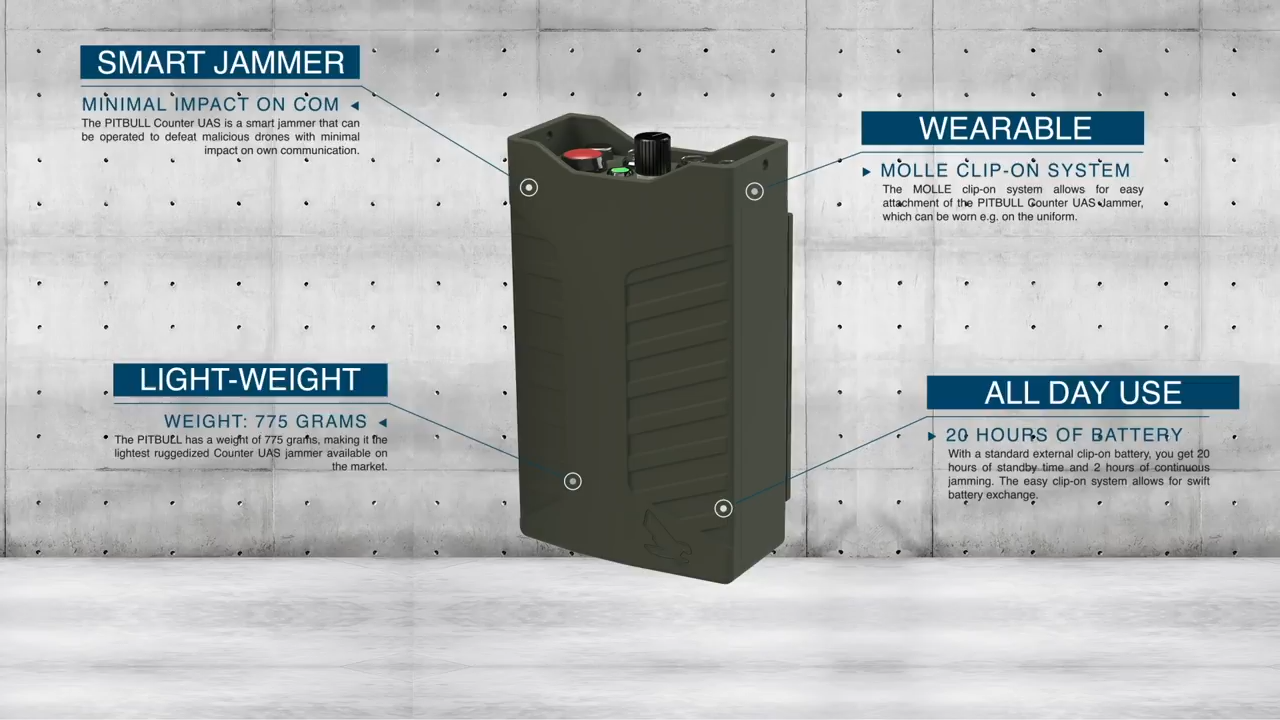 SMART JAMMER
MINIMAL IMPACT ON COM
The PITBULL Counter UAS is a smart jammer that can
be operated to defeat malicious drones with minimal
impact on own communication.
WEARABLE
MOLLE CLIP-ON SYSTEM
The MOLLE clip-on system allows for easy
attachment of the PITBULL Counter UAS Jammer,
which can be worn e.g. on the uniform.
LIGHT-WEIGHT
WEIGHT: 775 GRAMS
The PITBULL has a weight of 775 grams, making it the
lightest ruggedized Counter UAS jammer available on
the market.
ALL DAY USE
20 HOURS OF BATTERY
With a standard external clip-on battery, you get 20
hours of standby time and 2 hours of continuous
jamming. The easy clip-on system allows for swift
battery exchange.